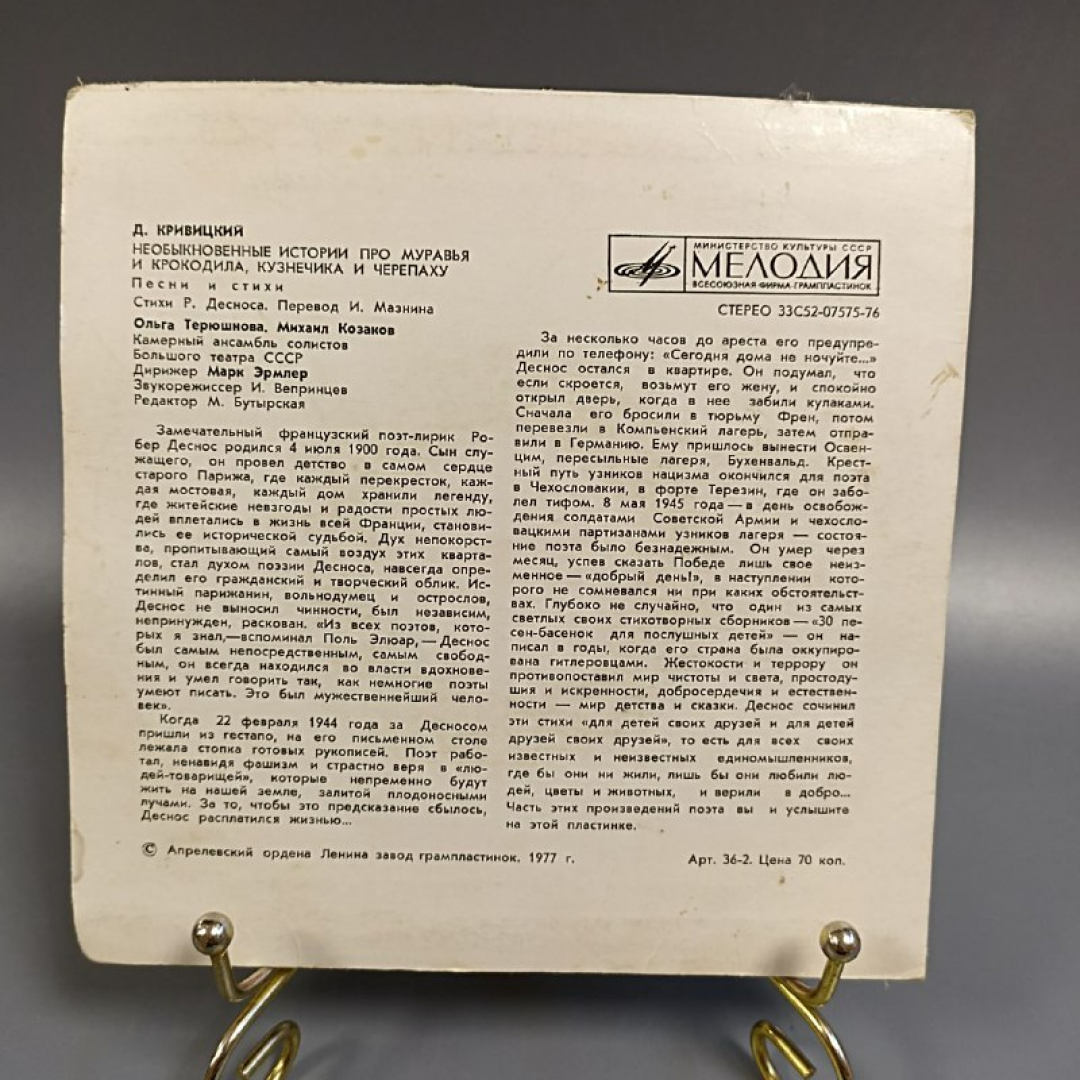 Д. КРИВИЦКИЙ
НЕОБЫКНОВЕННЫЕ ИСТОРИИ ПРО МУРАВЬЯ
И КРОКОДИЛА, КУЗНЕЧИКА И ЧЕРЕПАХУ
Песни и стихи
Стихи Р. Десноса. Перевод И. Мазнина
Ольга Терюшнова, Михаил Козаков
Камерный ансамбль солистов
Большого театра СССР
Дирижер Марк Эрмлер
Звукорежиссер И. Вепринцев
Редактор М. Бутырская
Замечательный французский поэт-лирик Ро-
бер Деснос родился 4 июля 1900 года. Сын слу-
жащего, он провел детство в самом сердце
старого Парижа, где каждый перекресток, каж-
дая мостовая, каждый дом хранили легенду,
где житейские невзгоды и радости простых лю-
дей вплетались в жизнь всей Франции, станови-
лись ее исторической судьбой. Дух непокорст-
ва, пропитывающий самый воздух этих кварта-
лов, стал духом поэзии Десноса, навсегда опре-
делил его гражданский и творческий облик. Ис-
тинный парижанин, вольнодумец и острослов,
Деснос не выносил чинности, был независим,
непринужден, раскован. «Из всех поэтов, кото-
рых я знал,—вспоминал Поль Элюар,— Деснос
был самым непосредственным, самым свобод-
ным, он всегда находился во власти вдохнове-
ния и умел говорить так, как немногие поэты
умеют писать. Это был мужественнейший чело-
век».
Когда 22 февраля 1944 года за Десносом
пришли из гестапо, на его письменном столе
лежала стопка готовых рукописей. Поэт рабо-
тал, ненавидя фашизм и страстно веря в «лю-
дей-товарищей», которые непременно будут
жить на нашей земле, залитой плодоносными
лучами. За то, чтобы это предсказание сбылось,
Деснос расплатился жизнью...
МИНИСТЕРСТВО КУЛЬТУРЫ СССР
МЕЛОДИЯ
ВСЕСОЮЗНАЯ ФИРМА ГРАМПЛАСТИНОК
СТЕРЕО 33С52-07575-76
За несколько часов до ареста его предупре-
дили по телефону: «Сегодня дома не ночуйте...»
Деснос остался в квартире. Он подумал, что
если скроется, возьмут его жену, и спокойно
открыл дверь, когда в нее забили кулаками.
Сначала его бросили в тюрьму Френ, потом
перевезли в Компьенский лагерь, затем отпра-
вили в Германию. Ему пришлось вынести Освен-
цим, пересыльные лагеря, Бухенвальд. Крест-
ный путь узников нацизма окончился для поэта
в Чехословакии, в форте Терезин, где он забо-
лел тифом. 8 мая 1945 года — в день освобож-
дения солдатами Советской Армии и чехосло-
вацкими партизанами узников лагеря — состоя-
ние поэта было безнадежным. Он умер через
месяц, успев сказать Победе лишь свое неиз-
менное — «добрый день!», в наступлении кото-
рого не сомневался ни при каких обстоятельст-
вах. Глубоко не случайно, что один из самых
светлых своих стихотворных сборников — «30 пе-
сен-басенок для послушных детей» — он на-
писал в годы, когда его страна была оккупиро-
вана гитлеровцами. Жестокости и террору он
противопоставил мир чистоты и света, простоду-
шия и искренности, добросердечия и естествен-
ности — мир детства и сказки. Деснос сочинил
эти стихи «для детей своих друзей и для детей
друзей своих друзей», то есть для всех своих
известных и неизвестных единомышленников,
где бы они ни жили, лишь бы они любили лю-
дей, цветы и животных, и верили в добро...
Часть этих произведений поэта вы и услышите
на этой пластинке.
© Апрелевский ордена Ленина завод грампластинок. 1977 г.
Арт. 36-2. Цена 70 коп.